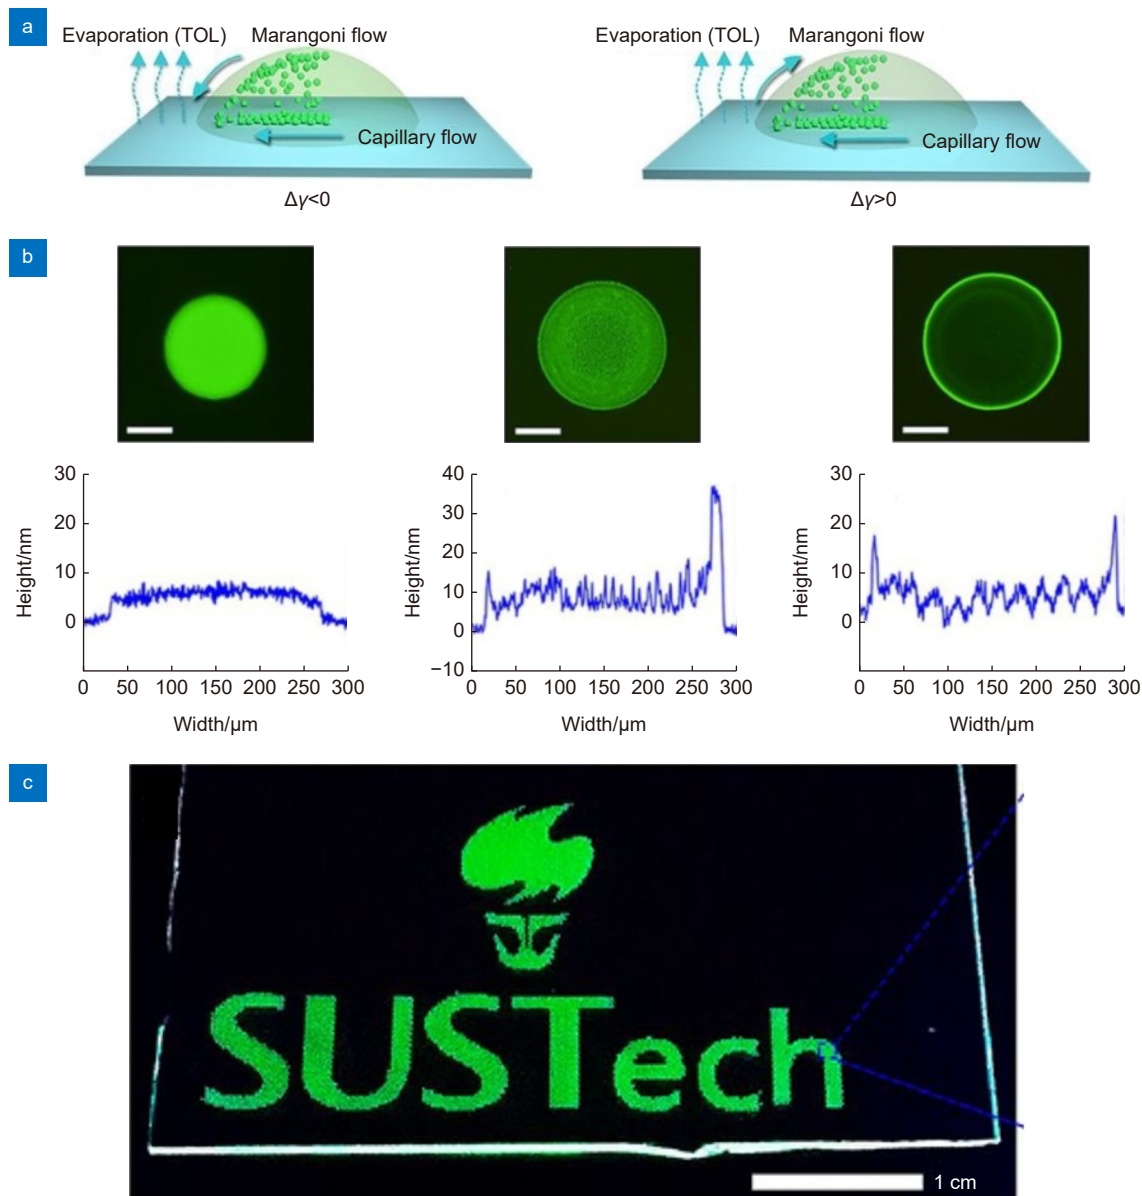 a
Evaporation (TOL) Marangoni flow
Capillary flow
Δγ<0
Evaporation (TOL) Marangoni flow
Capillary flow
Δγ>0
b
30
20
10
0
Height/nm
0 50 100 150 200 250 300
Width/μm
40
30
20
10
0
−10
Height/nm
0 50 100 150 200 250 300
Width/μm
30
20
10
0
Height/nm
0 50 100 150 200 250 300
Width/μm
c
SUSTech
1 cm